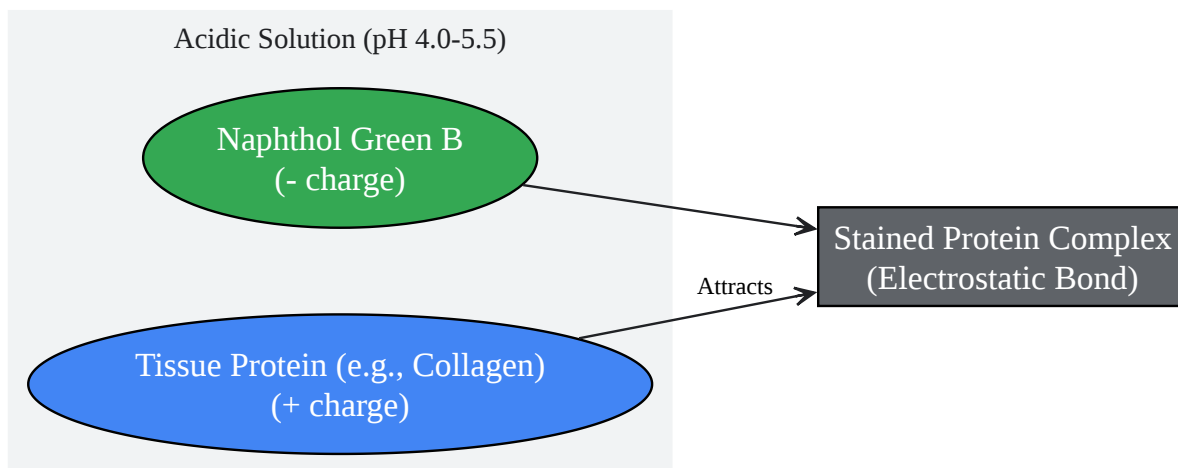 Acidic Solution (pH 4.0-5.5)
Naphthol Green B
(- charge)
Stained Protein Complex
(Electrostatic Bond)
Attracts
Tissue Protein (e.g., Collagen)
(+ charge)